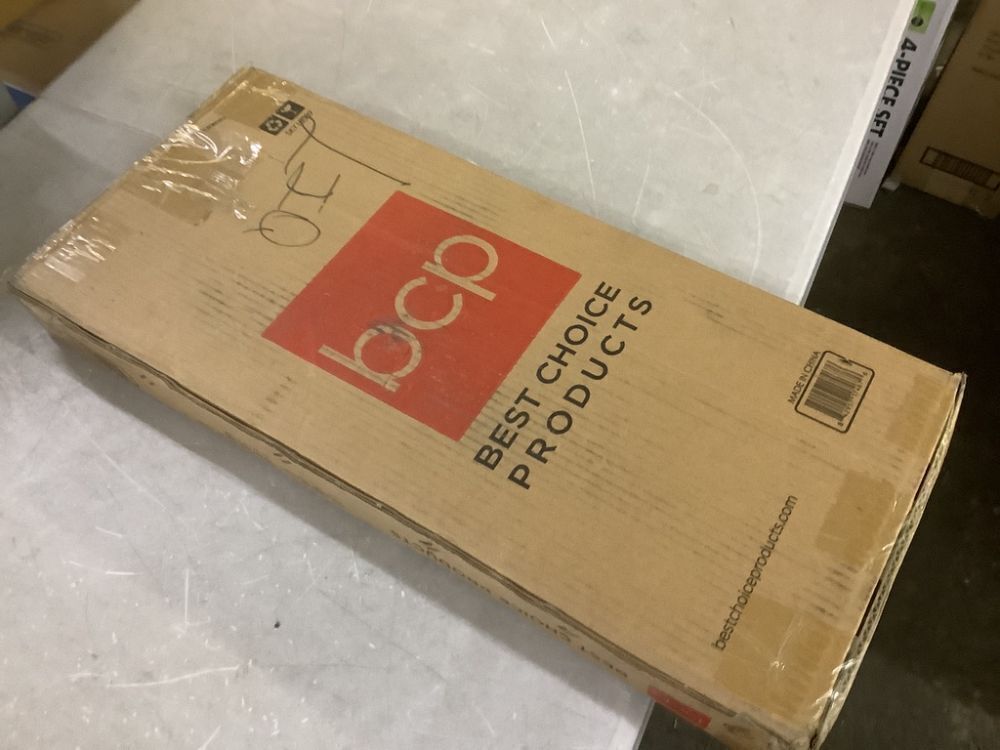 bcp
BEST CHOICE
PRODUCTS
MADE IN CHINA
bestchoiceproducts.com
4-PIECE SET